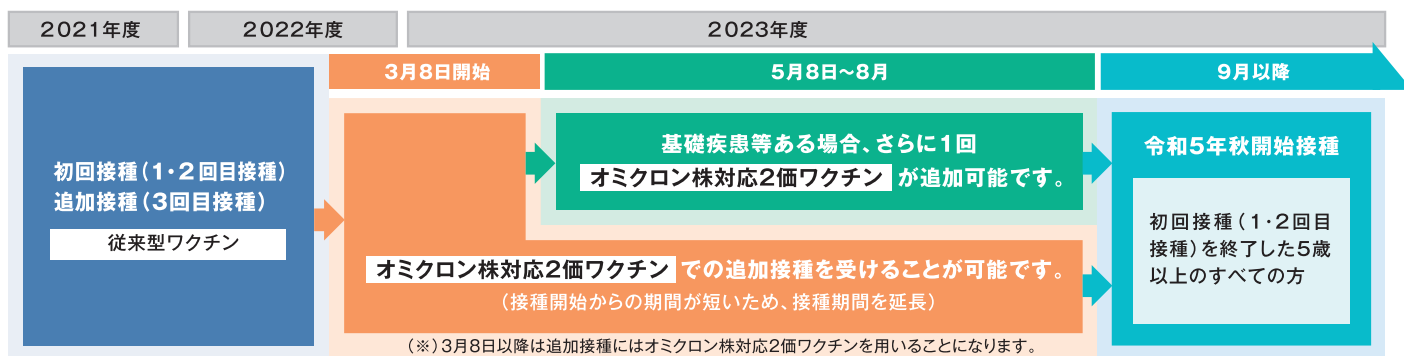 2021年度
2022年度
2023年度
3月8日開始
5月8日~8月
9月以降
初回接種(1・2回目接種)
追加接種(3回目接種)
従来型ワクチン
基礎疾患等ある場合、さらに1回
オミクロン株対応2価ワクチン が追加可能です。
オミクロン株対応2価ワクチン での追加接種を受けることが可能です。
(接種開始からの期間が短いため、接種期間を延長)
令和5年秋開始接種
初回接種(1・2回目
接種)を終了した5歳
以上のすべての方
(※)3月8日以降は追加接種にはオミクロン株対応2価ワクチンを用いることになります。